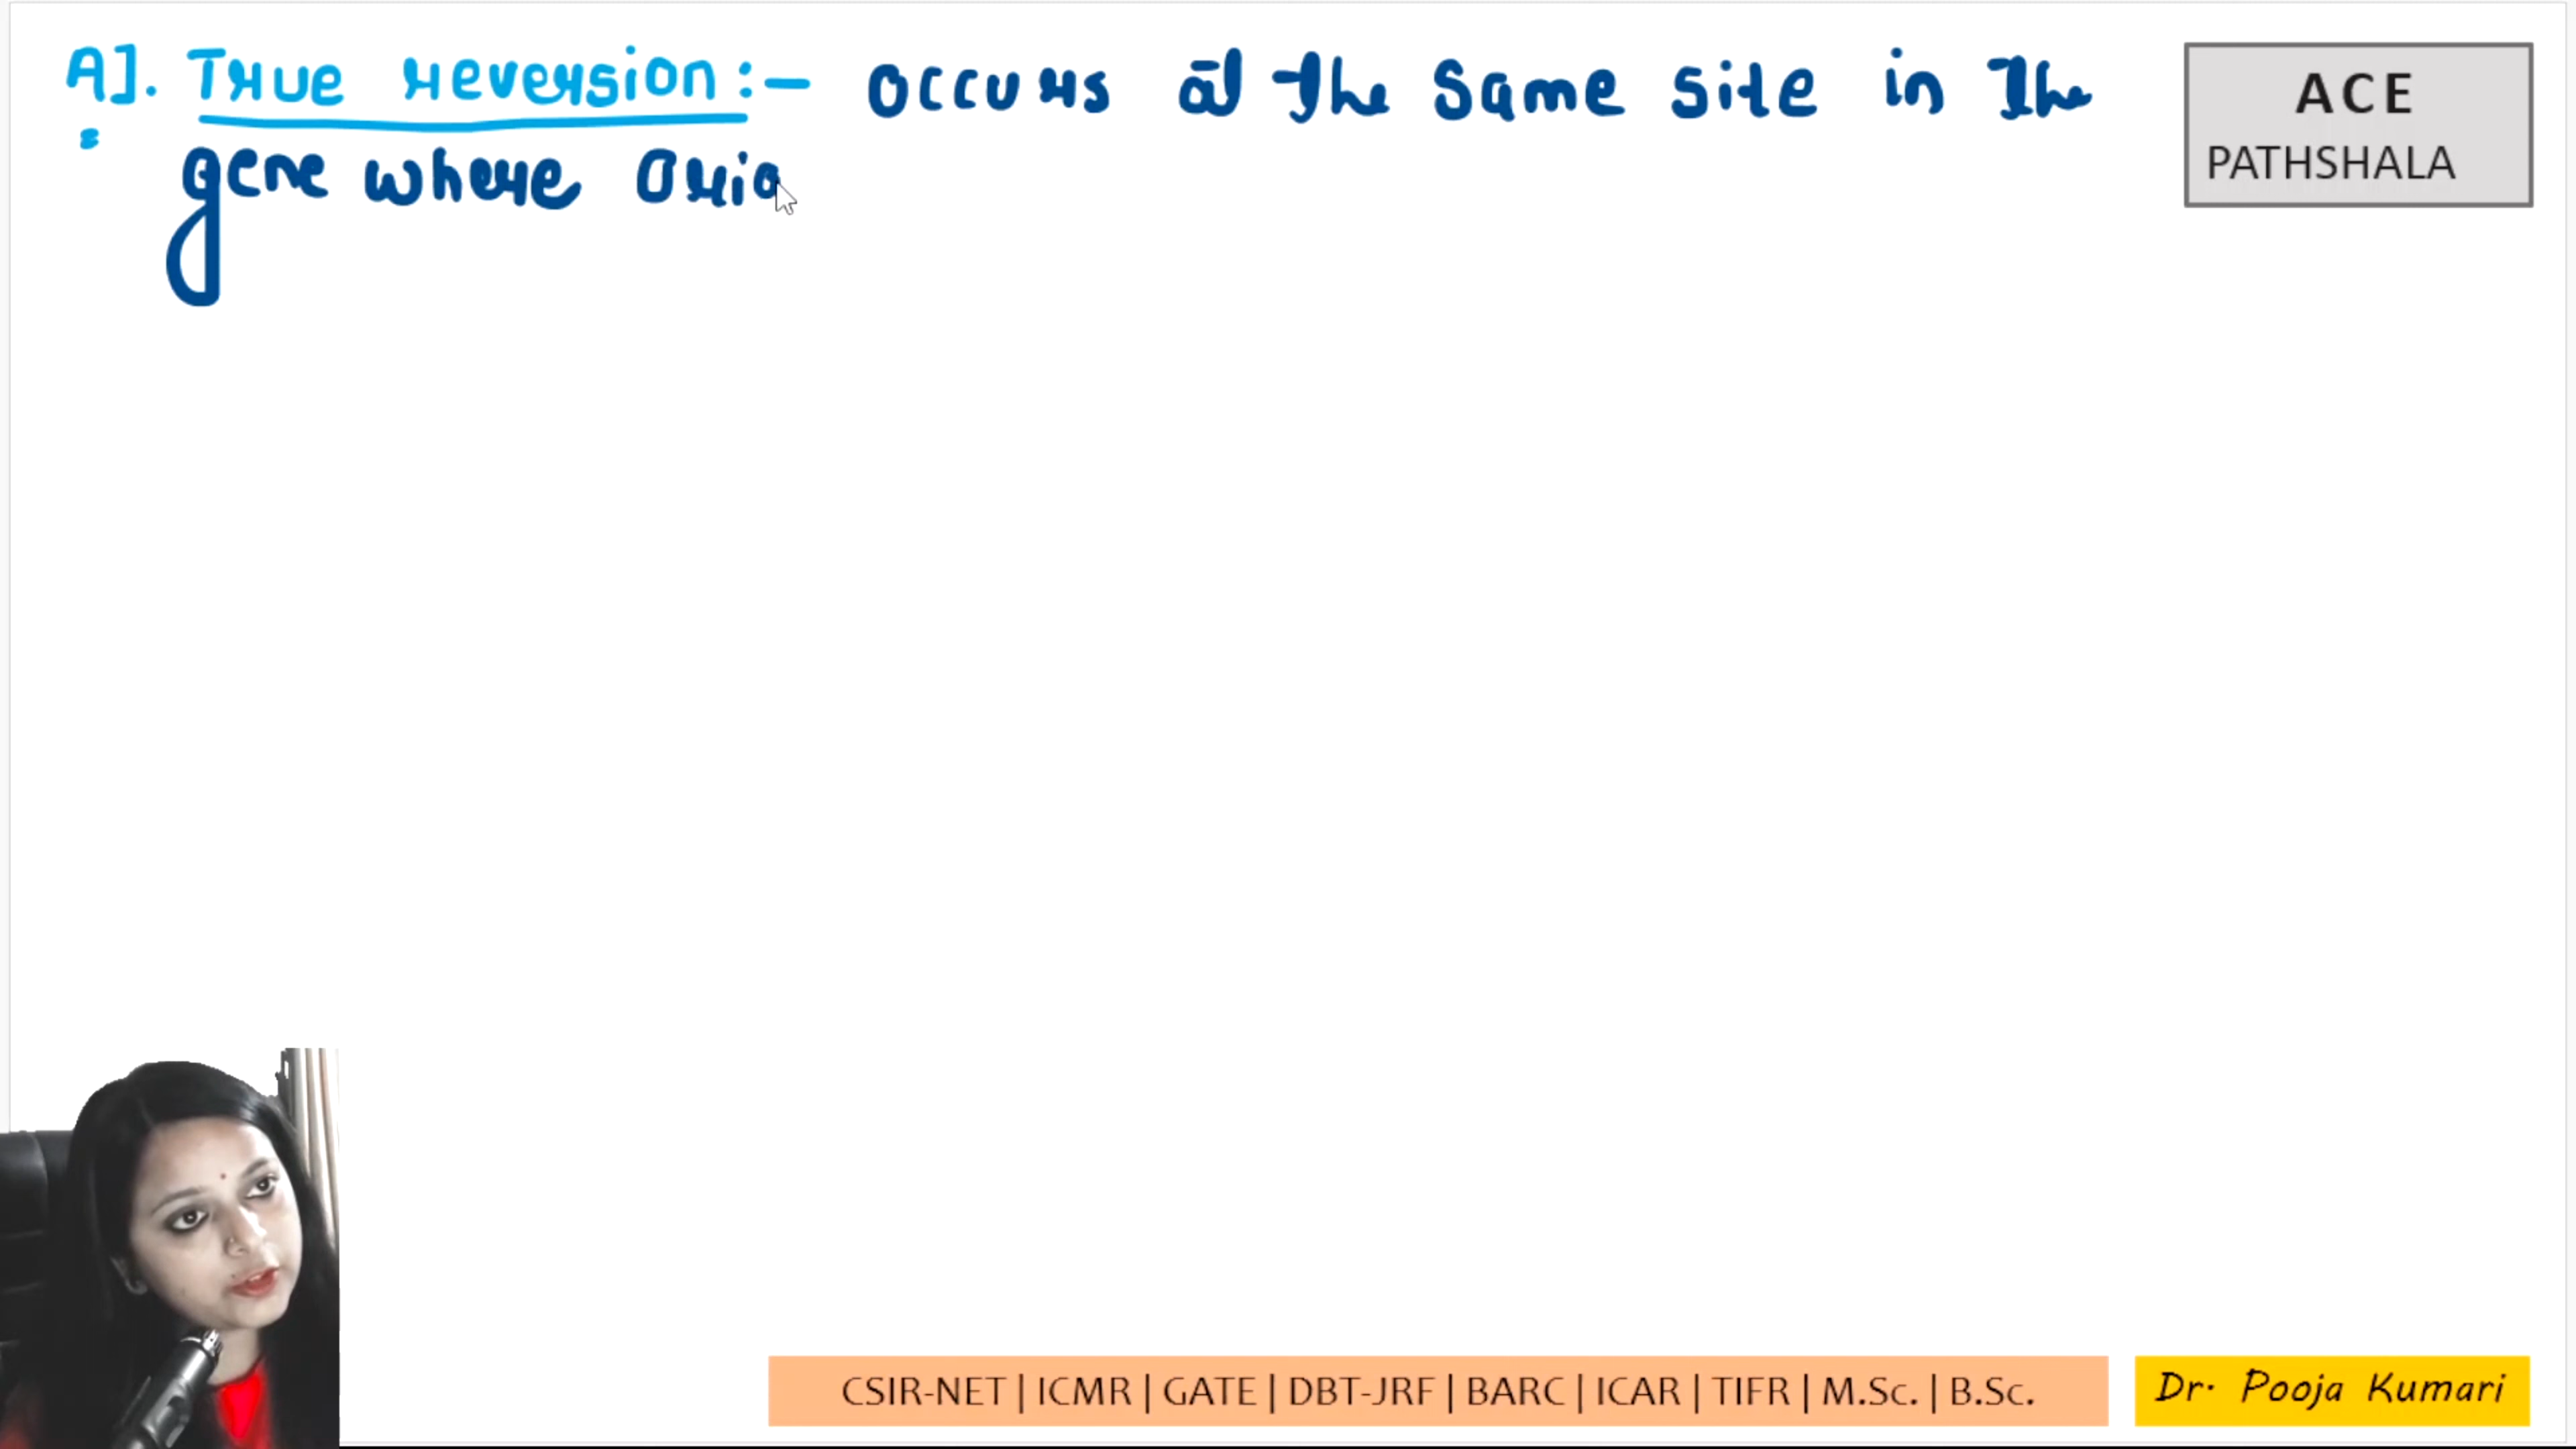 A]. True reversion :- occurs at the same site in the
gene where orig
ACE
PATHSHALA
CSIR-NET | ICMR | GATE | DBT-JRF | BARC | ICAR | TIFR | M.Sc. | B.Sc.
Dr. Pooja Kumari